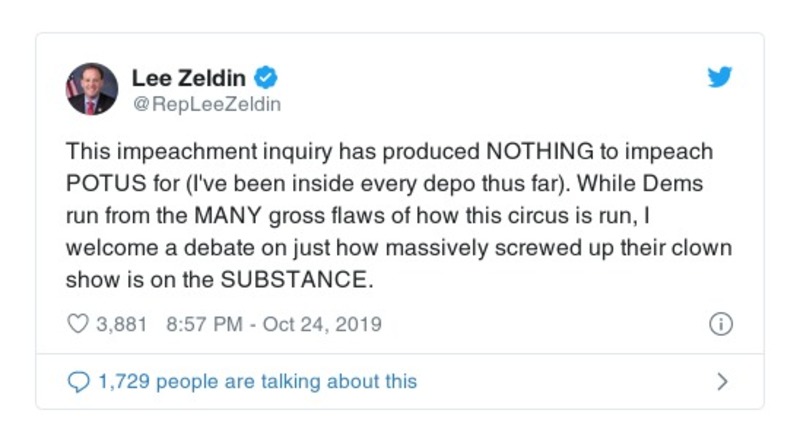 Lee Zeldin
@RepLeeZeldin
This impeachment inquiry has produced NOTHING to impeach
POTUS for (I've been inside every depo thus far). While Dems
run from the MANY gross flaws of how this circus is run, I
welcome a debate on just how massively screwed up their clown
show is on the SUBSTANCE.
3,881 8:57 PM - Oct 24, 2019
1,729 people are talking about this